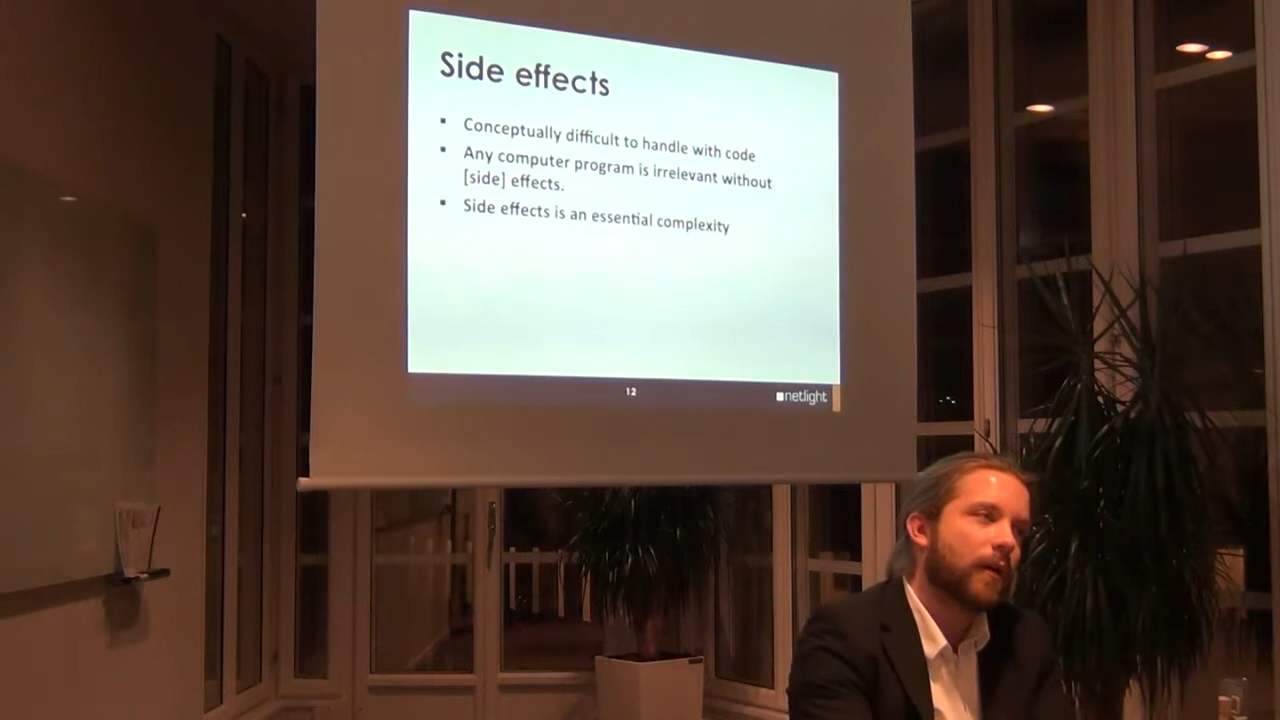 Side effects
▪ Conceptually difficult to handle with code
▪ Any computer program is irrelevant without
[side] effects.
▪ Side effects is an essential complexity
12
netlight